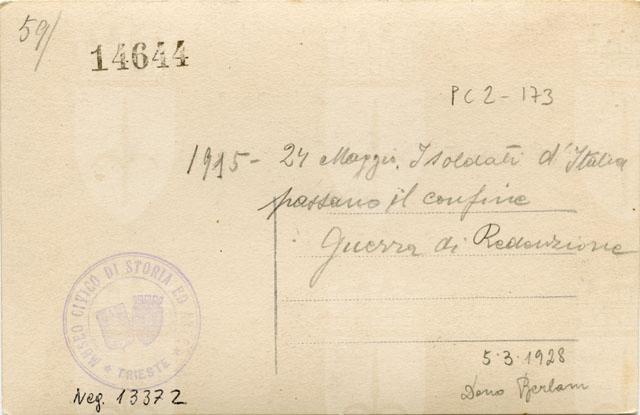 59/
14644
PC2-173
1915- 24 Maggio. I soldati d'Italia
passano il confine
Guerra di Redenzione
MUSEO CIVICO DI STORIA ED
* TRIESTE *
Neg. 13372
5.3.1928
Dono